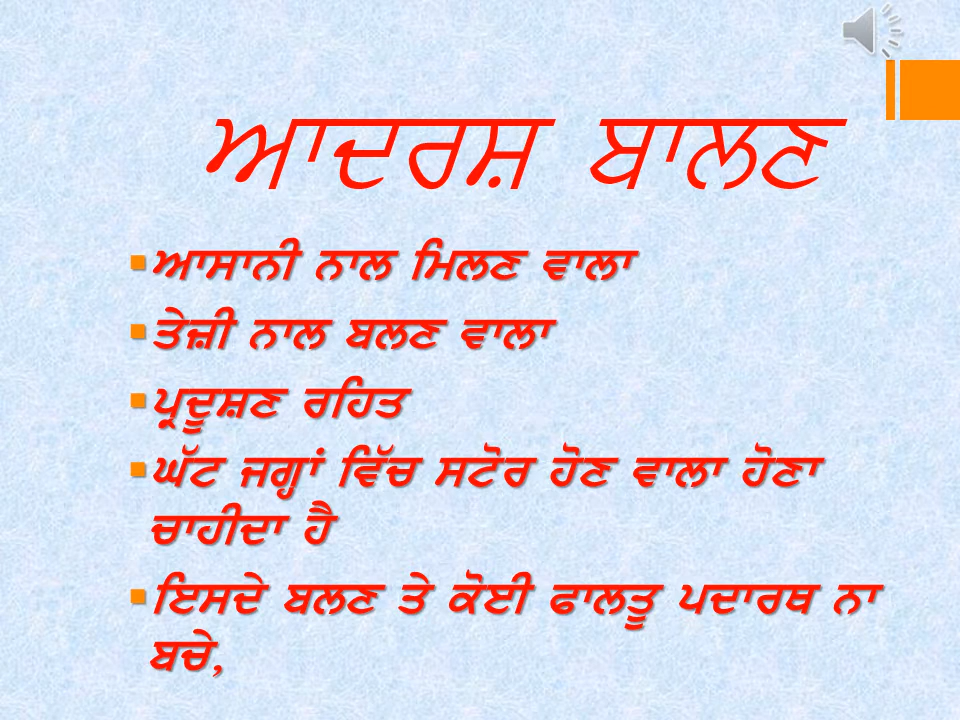 ਆਦਰਸ਼ ਬਾਲਣ
ਆਸਾਨੀ ਨਾਲ ਮਿਲਣ ਵਾਲਾ
ਤੇਜ਼ੀ ਨਾਲ ਬਲਣ ਵਾਲਾ
ਪ੍ਰਦੂਸ਼ਣ ਰਹਿਤ
ਘੱਟ ਜਗ੍ਹਾਂ ਵਿੱਚ ਸਟੋਰ ਹੋਣ ਵਾਲਾ ਹੋਣਾ
ਚਾਹੀਦਾ ਹੈ
ਇਸਦੇ ਬਲਣ ਤੇ ਕੋਈ ਫਾਲਤੂ ਪਦਾਰਥ ਨਾ
ਬਚੇ,